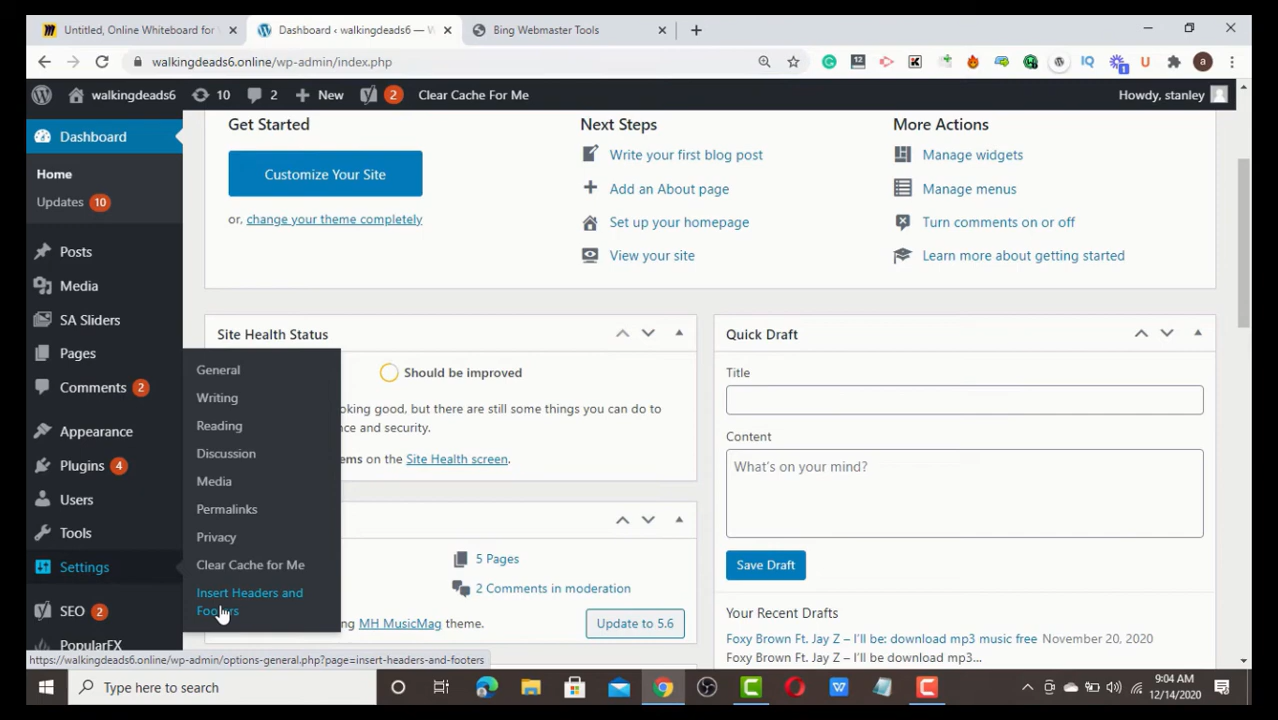 Untitled, Online Whiteboard for
Dashboard ‹ walkingdeads6 — W
Bing Webmaster Tools
walkingdeads6.online/wp-admin/index.php
12
1
a
walkingdeads6
10
2
New
2
Clear Cache For Me
Howdy, stanley
Dashboard
Home
Updates 10
Posts
Media
SA Sliders
Pages
Comments 2
Appearance
Plugins 4
Users
Tools
Settings
SEO 2
PopularFX
General
Writing
Reading
Discussion
Media
Permalinks
Privacy
Clear Cache for Me
Insert Headers and
Footers
Get Started
Customize Your Site
or, change your theme completely
Next Steps
Write your first blog post
Add an About page
Set up your homepage
View your site
More Actions
Manage widgets
Manage menus
Turn comments on or off
Learn more about getting started
Site Health Status
Should be improved
oking good, but there are still some things you can do to
ce and security.
ems on the Site Health screen.
5 Pages
2 Comments in moderation
ng MH MusicMag theme.
Update to 5.6
Quick Draft
Title
Content
What's on your mind?
Save Draft
Your Recent Drafts
Foxy Brown Ft. Jay Z – I'll be: download mp3 music free November 20, 2020
Foxy Brown Ft. Jay Z – I'll be download mp3...
https://walkingdeads6.online/wp-admin/options-general.php?page=insert-headers-and-footers
Type here to search
9:04 AM
12/14/2020